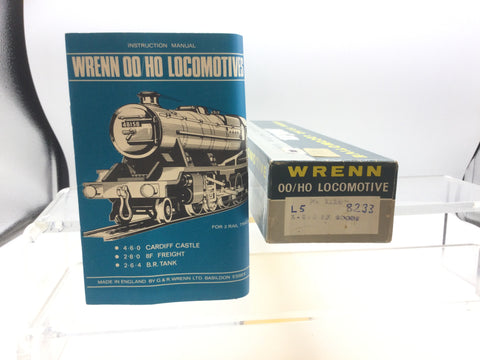 INSTRUCTION MANUAL
WRENN OO HO LOCOMOTIVES
48158
FOR 2 RAIL
• 4·6·0 CARDIFF CASTLE
• 2·8·0 8F FREIGHT
• 2·6·4 B.R. TANK
MADE IN ENGLAND BY G & R WRENN LTD. BASILDON ESSEX
WRENN
OO/HO LOCOMOTIVE
L5 8233
GOODS